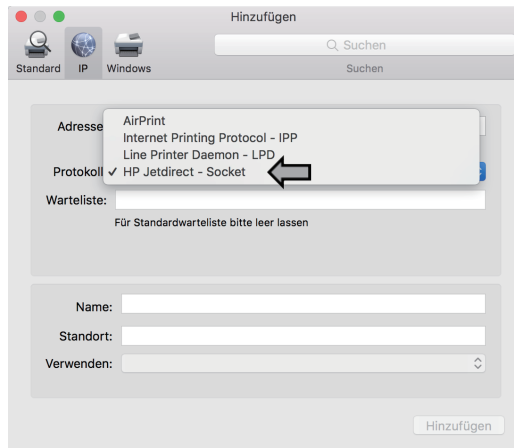 Hinzufügen
Suchen
Standard IP Windows Suchen
Adresse
AirPrint
Internet Printing Protocol - IPP
Line Printer Daemon - LPD
Protokoll ✓ HP Jetdirect - Socket
Warteliste:
Für Standardwarteliste bitte leer lassen
Name:
Standort:
Verwenden:
Hinzufügen